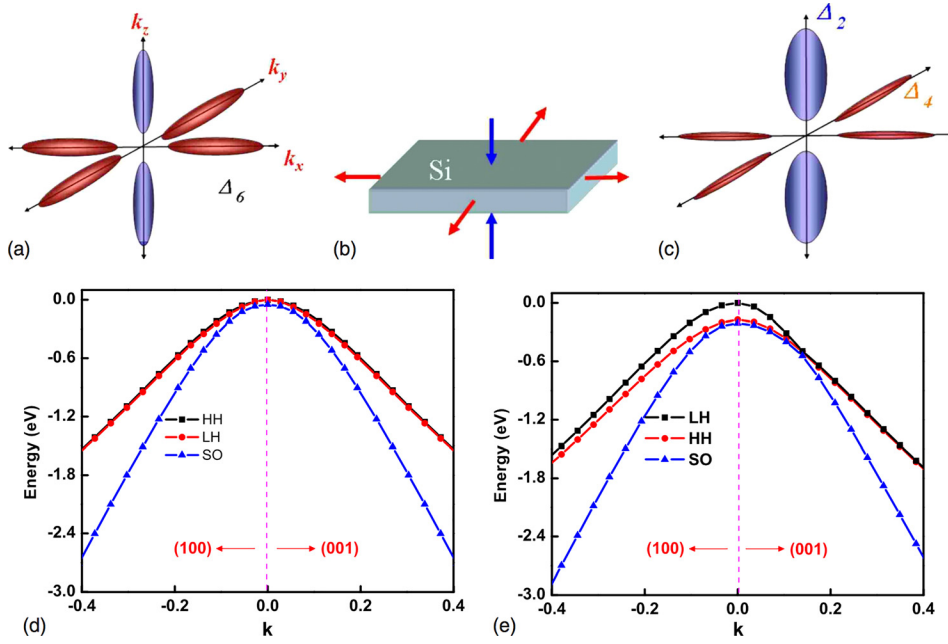 k_z
k_y
k_x
Δ_6
(a)
Si
(b)
Δ_2
Δ_4
(c)
0.0
-0.6
-1.2
-1.8
-2.4
-3.0
Energy (eV)
HH
LH
SO
(100)
(001)
-0.4
-0.2
0.0
0.2
0.4
k
(d)
0.0
-0.6
-1.2
-1.8
-2.4
-3.0
Energy (eV)
LH
HH
SO
(100)
(001)
-0.4
-0.2
0.0
0.2
0.4
k
(e)